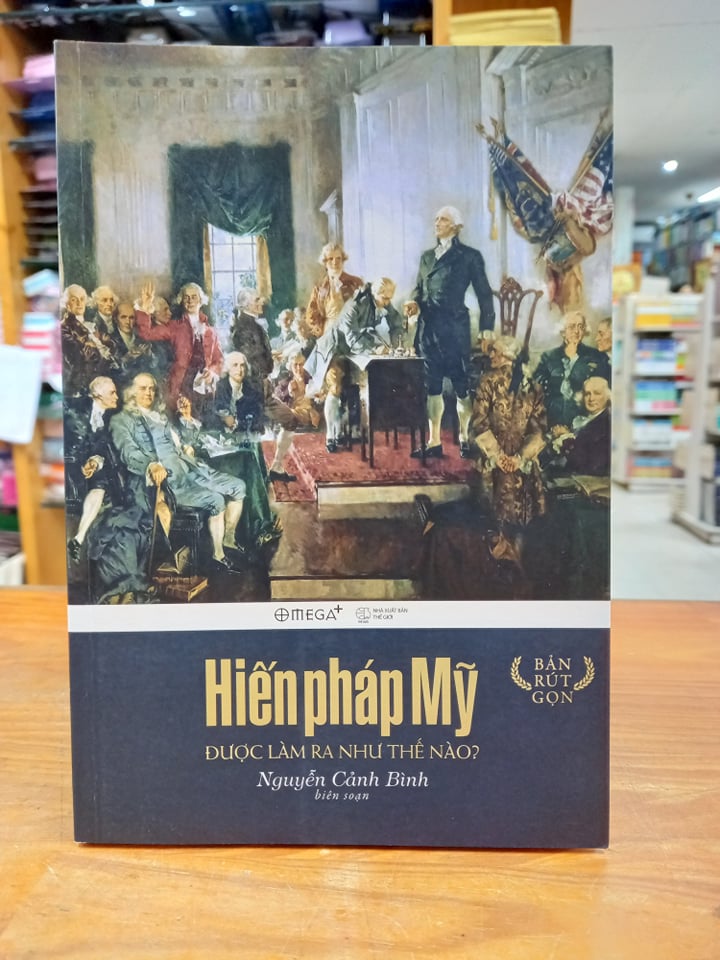 OMEGA+
NHÀ XUẤT BẢN
THẾ GIỚI
Hiến pháp Mỹ
BẢN
RÚT
GỌN
ĐƯỢC LÀM RA NHƯ THẾ NÀO?
Nguyễn Cảnh Bình
biên soạn